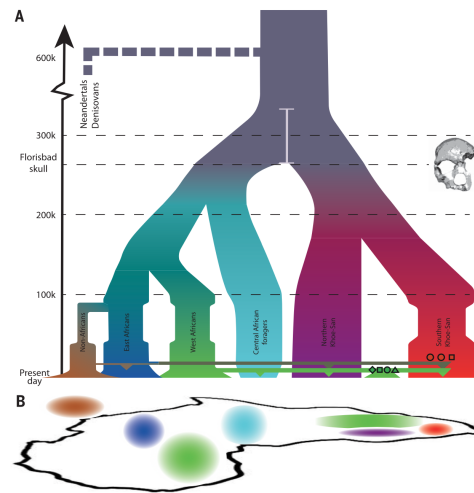 A
600k
Neandertals
Denisovans
300k
Florisbad
skull
200k
100k
Non-Africans
East Africans
West Africans
Central African
foragers
Northern
Khoe-San
Southern
Khoe-San
Present
day
B